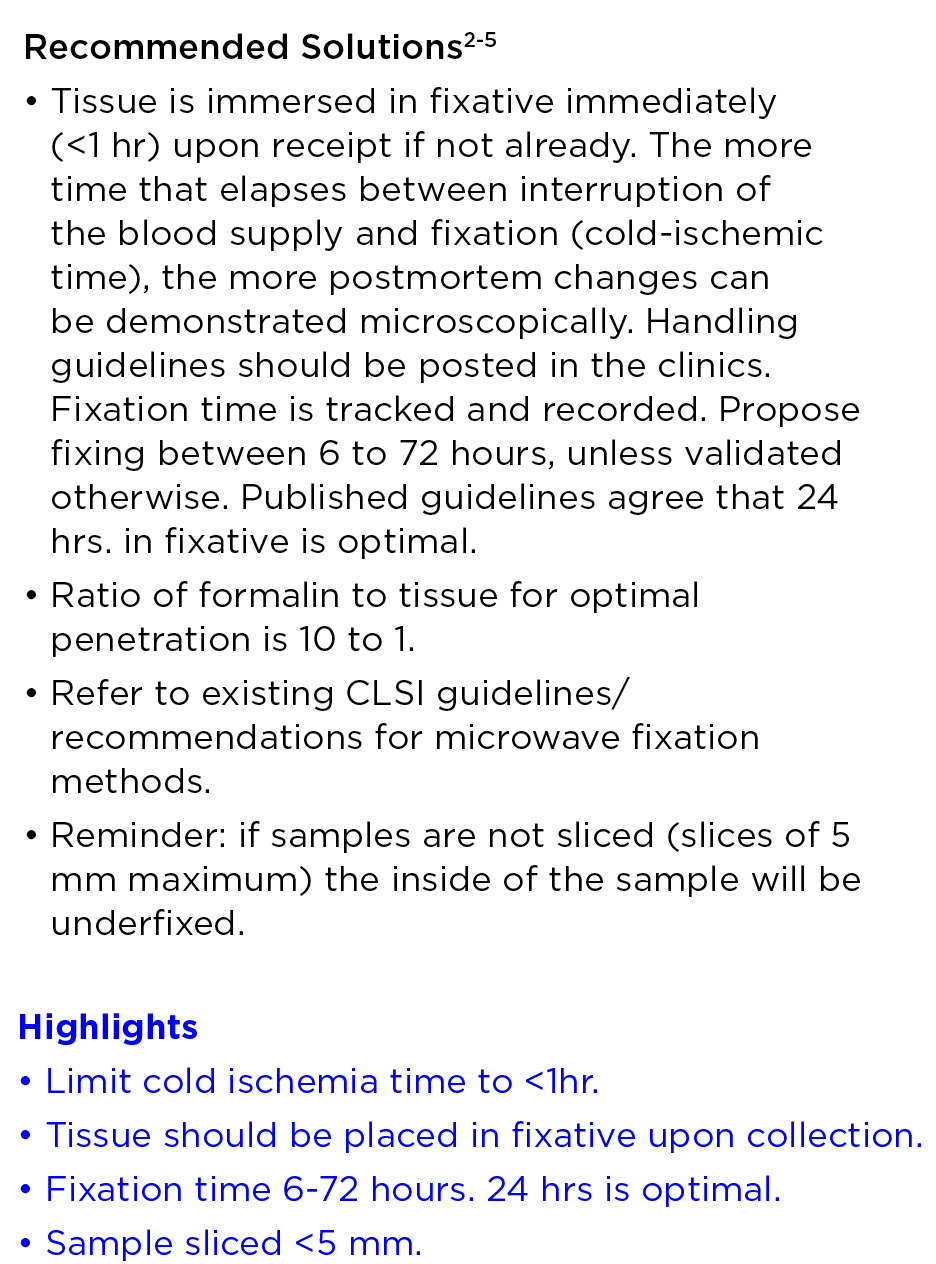 Recommended Solutions2-5
• Tissue is immersed in fixative immediately
(<1 hr) upon receipt if not already. The more
time that elapses between interruption of
the blood supply and fixation (cold-ischemic
time), the more postmortem changes can
be demonstrated microscopically. Handling
guidelines should be posted in the clinics.
Fixation time is tracked and recorded. Propose
fixing between 6 to 72 hours, unless validated
otherwise. Published guidelines agree that 24
hrs. in fixative is optimal.
• Ratio of formalin to tissue for optimal
penetration is 10 to 1.
• Refer to existing CLSI guidelines/
recommendations for microwave fixation
methods.
• Reminder: if samples are not sliced (slices of 5
mm maximum) the inside of the sample will be
underfixed.
Highlights
• Limit cold ischemia time to <1hr.
• Tissue should be placed in fixative upon collection.
• Fixation time 6-72 hours. 24 hrs is optimal.
• Sample sliced <5 mm.